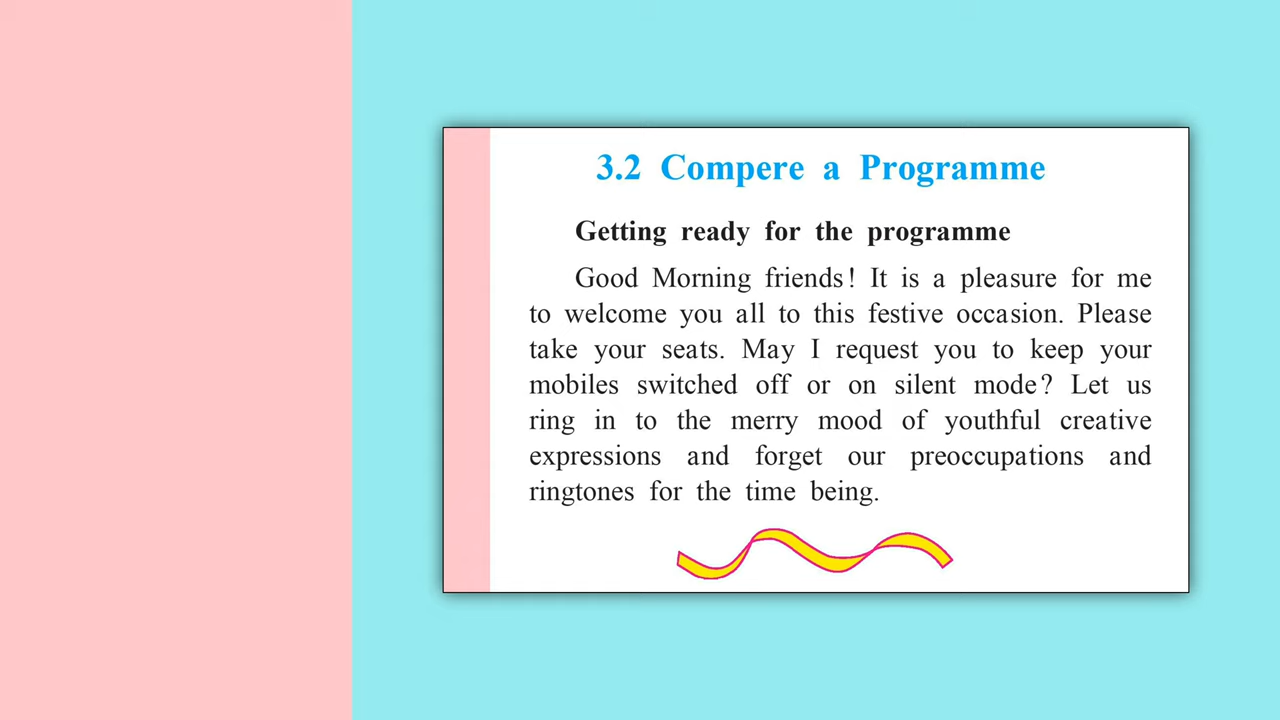 3.2 Compere a Programme
Getting ready for the programme
Good Morning friends! It is a pleasure for me
to welcome you all to this festive occasion. Please
take your seats. May I request you to keep your
mobiles switched off or on silent mode? Let us
ring in to the merry mood of youthful creative
expressions and forget our preoccupations and
ringtones for the time being.